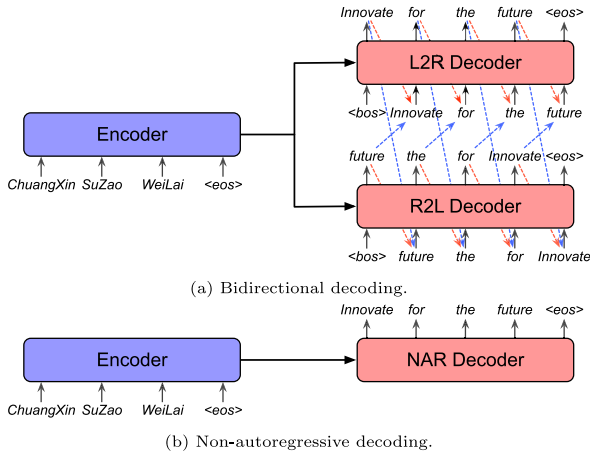 Innovate for the future <eos>
L2R Decoder
<bos> Innovate for the future
Encoder
ChuangXin SuZao WeiLai <eos>
future the for Innovate <eos>
R2L Decoder
<bos> future the for Innovate
(a) Bidirectional decoding.
Innovate for the future <eos>
Encoder
NAR Decoder
ChuangXin SuZao WeiLai <eos>
(b) Non-autoregressive decoding.